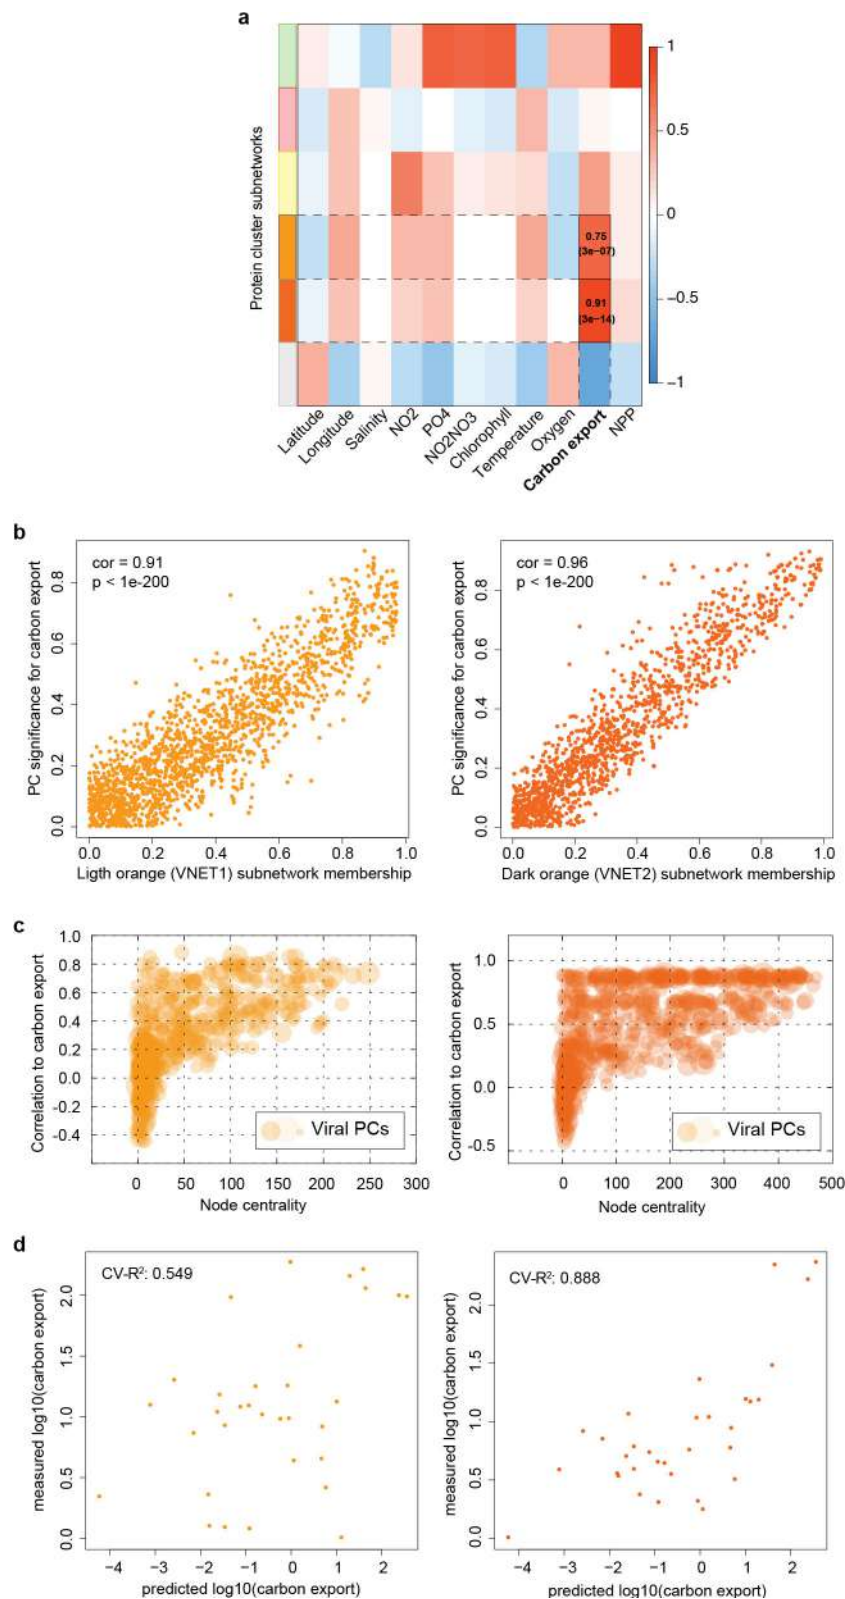 a
Protein cluster subnetworks
0.75
(3e−07)
0.91
(3e−14)
1
0.5
0
−0.5
−1
Latitude
Longitude
Salinity
NO2
PO4
NO2NO3
Chlorophyll
Temperature
Oxygen
Carbon export
NPP
b
cor = 0.91
p < 1e-200
PC significance for carbon export
0.8
0.6
0.4
0.2
0.0
0.0 0.2 0.4 0.6 0.8 1.0
Ligth orange (VNET1) subnetwork membership
cor = 0.96
p < 1e-200
PC significance for carbon export
0.8
0.6
0.4
0.2
0.0
0.0 0.2 0.4 0.6 0.8 1.0
Dark orange (VNET2) subnetwork membership
c
Correlation to carbon export
1.0
0.8
0.6
0.4
0.2
0.0
-0.2
-0.4
Viral PCs
0 50 100 150 200 250 300
Node centrality
Correlation to carbon export
1.0
0.5
0.0
-0.5
Viral PCs
0 100 200 300 400 500
Node centrality
d
CV-R²: 0.549
measured log10(carbon export)
2.0
1.5
1.0
0.5
0.0
−4 −3 −2 −1 0 1 2
predicted log10(carbon export)
CV-R²: 0.888
measured log10(carbon export)
2.0
1.5
1.0
0.5
0.0
−4 −3 −2 −1 0 1 2
predicted log10(carbon export)